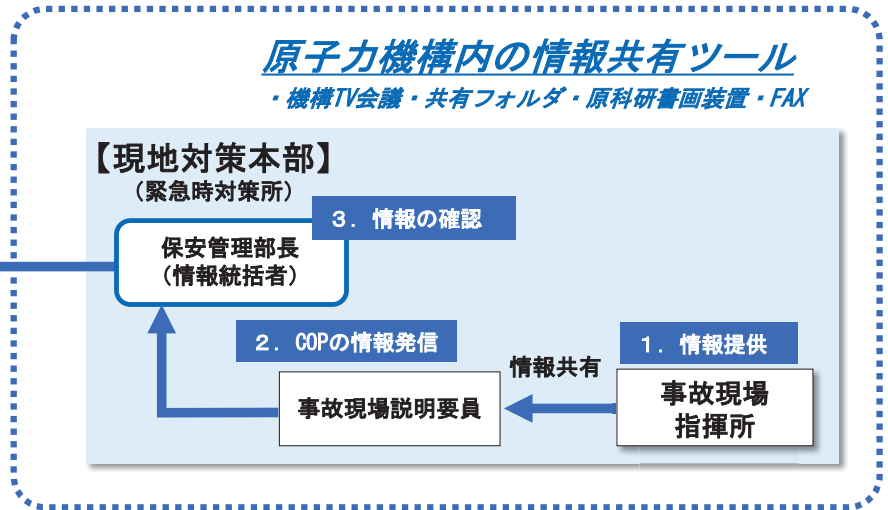 原子力機構内の情報共有ツール
・機構TV会議・共有フォルダ・原科研書画装置・FAX
【現地対策本部】
（緊急時対策所）
３．情報の確認
保安管理部長
（情報統括者）
２．COPの情報発信
１．情報提供
情報共有
事故現場説明要員
事故現場
指揮所